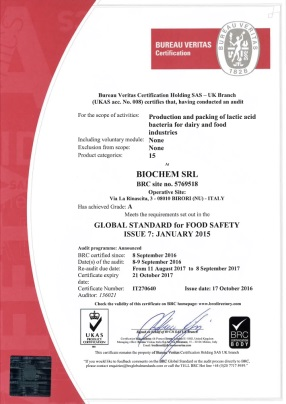 BUREAU VERITAS
Certification
BUREAU VERITAS
1828
Bureau Veritas Certification Holding SAS – UK Branch
(UKAS acc. No. 008) certifies that, having conducted an audit
For the scope of activities: Production and packing of lactic acid
bacteria for dairy and food
industries
Including voluntary module: None
Exclusion from scope: None
Product categories: 15
At
BIOCHEM SRL
BRC site no. 5769518
Operative Site:
Via La Rinascita, 3 - 08010 BIRORI (NU) - ITALY
Has achieved Grade: A
Meets the requirements set out in the
GLOBAL STANDARD for FOOD SAFETY
ISSUE 7: JANUARY 2015
Audit programme: Announced
BRC certified since: 8 September 2016
Date(s) of the audit: 8-9 September 2016
Re-audit due date: From 11 August 2017 to 8 September 2017
Certificate expiry date: 21 October 2017
Certificate Number: IT270640 Issue date: 17 October 2016
Auditor: 136021
Check the validity of this certificate on BRC homepage: www.brcdirectory.com
UKAS
PRODUCT
CERTIFICATION
008
BRC
BODY
This certificate remains the property of Bureau Veritas Certification Holding SAS UK branch
"If you would like to feedback comments on the BRC Global Standard or the audit process directly to BRC,
please contact enquiries@brcglobalstandards.com or call the TELL BRC Hot line +44 (0)20 7717 8959."